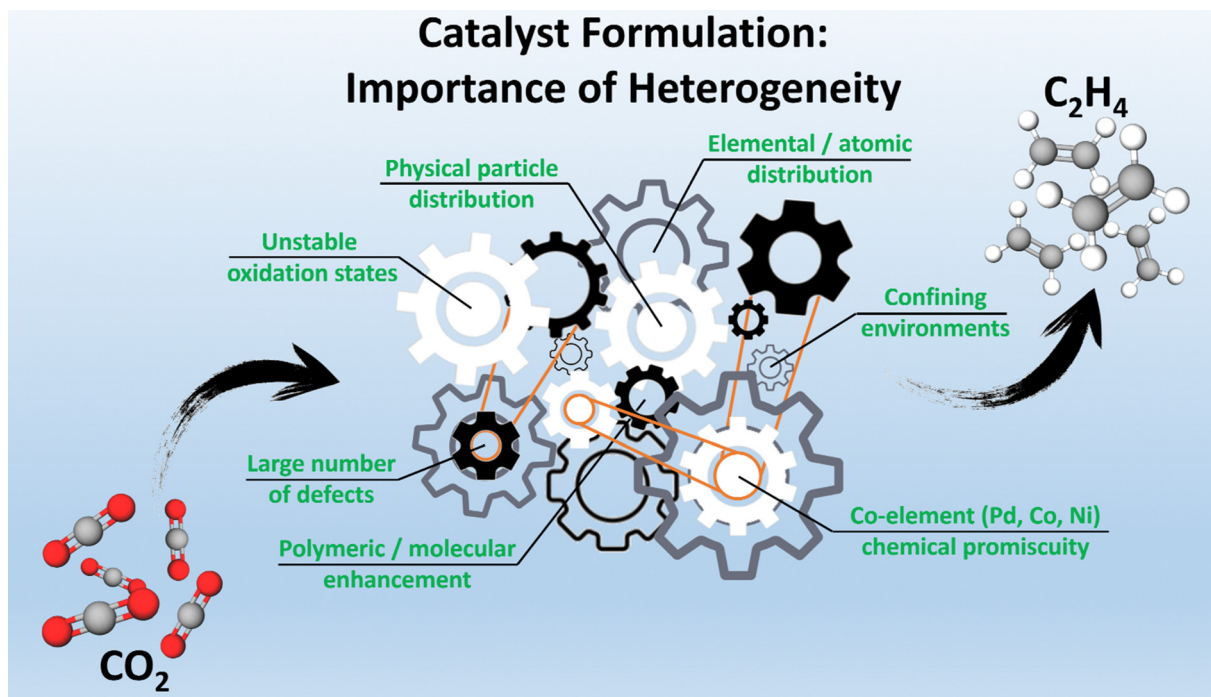 Catalyst Formulation:
Importance of Heterogeneity
C₂H₄
Elemental / atomic
distribution
Physical particle
distribution
Unstable
oxidation states
Confining
environments
Large number
of defects
Co-element (Pd, Co, Ni)
chemical promiscuity
Polymeric / molecular
enhancement
CO₂